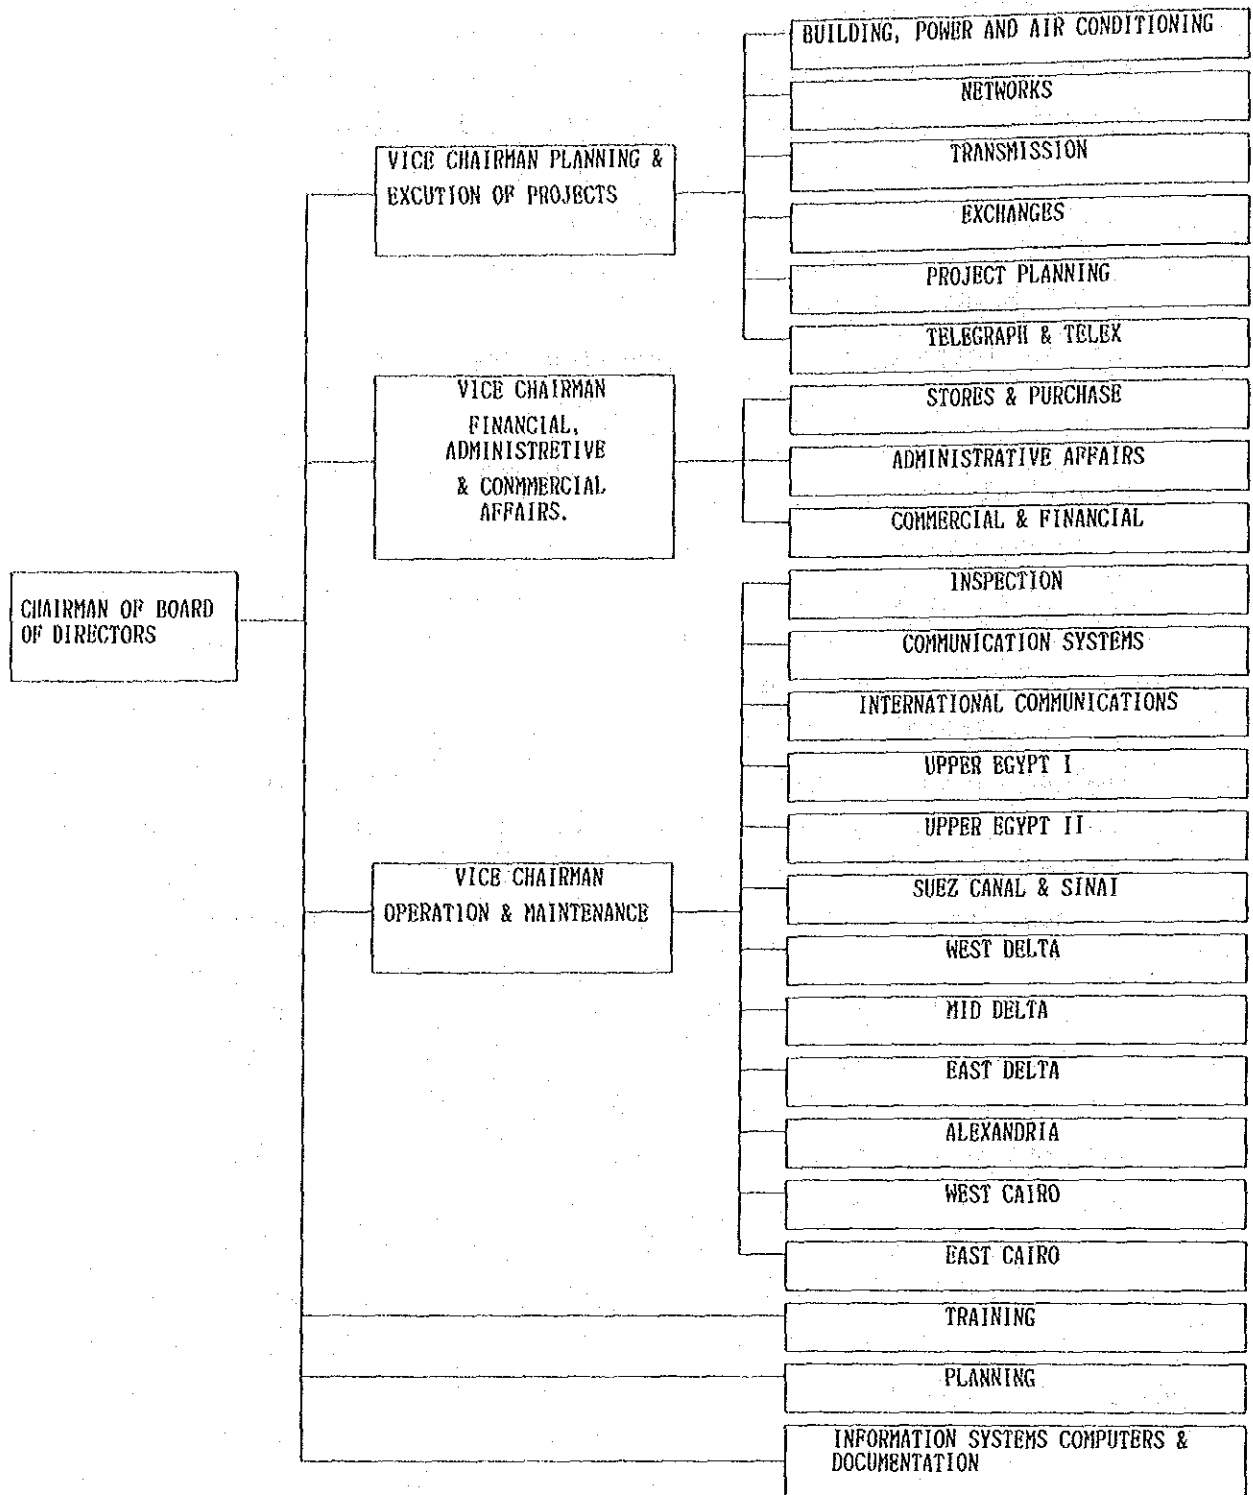 BUILDING, POWER AND AIR CONDITIONING
NETWORKS
VICE CHAIRMAN PLANNING &
EXCUTION OF PROJECTS
TRANSMISSION
EXCHANGES
PROJECT PLANNING
TELEGRAPH & TELEX
VICE CHAIRMAN
FINANCIAL,
ADMINISTRETIVE
& CONMMERCIAL
AFFAIRS.
STORES & PURCHASE
ADMINISTRATIVE AFFAIRS
COMMERCIAL & FINANCIAL
CHAIRMAN OF BOARD
OF DIRECTORS
INSPECTION
COMMUNICATION SYSTEMS
INTERNATIONAL COMMUNICATIONS
UPPER EGYPT I
UPPER EGYPT II
VICE CHAIRMAN
OPERATION & MAINTENANCE
SUEZ CANAL & SINAI
WEST DELTA
MID DELTA
EAST DELTA
ALEXANDRIA
WEST CAIRO
EAST CAIRO
TRAINING
PLANNING
INFORMATION SYSTEMS COMPUTERS &
DOCUMENTATION